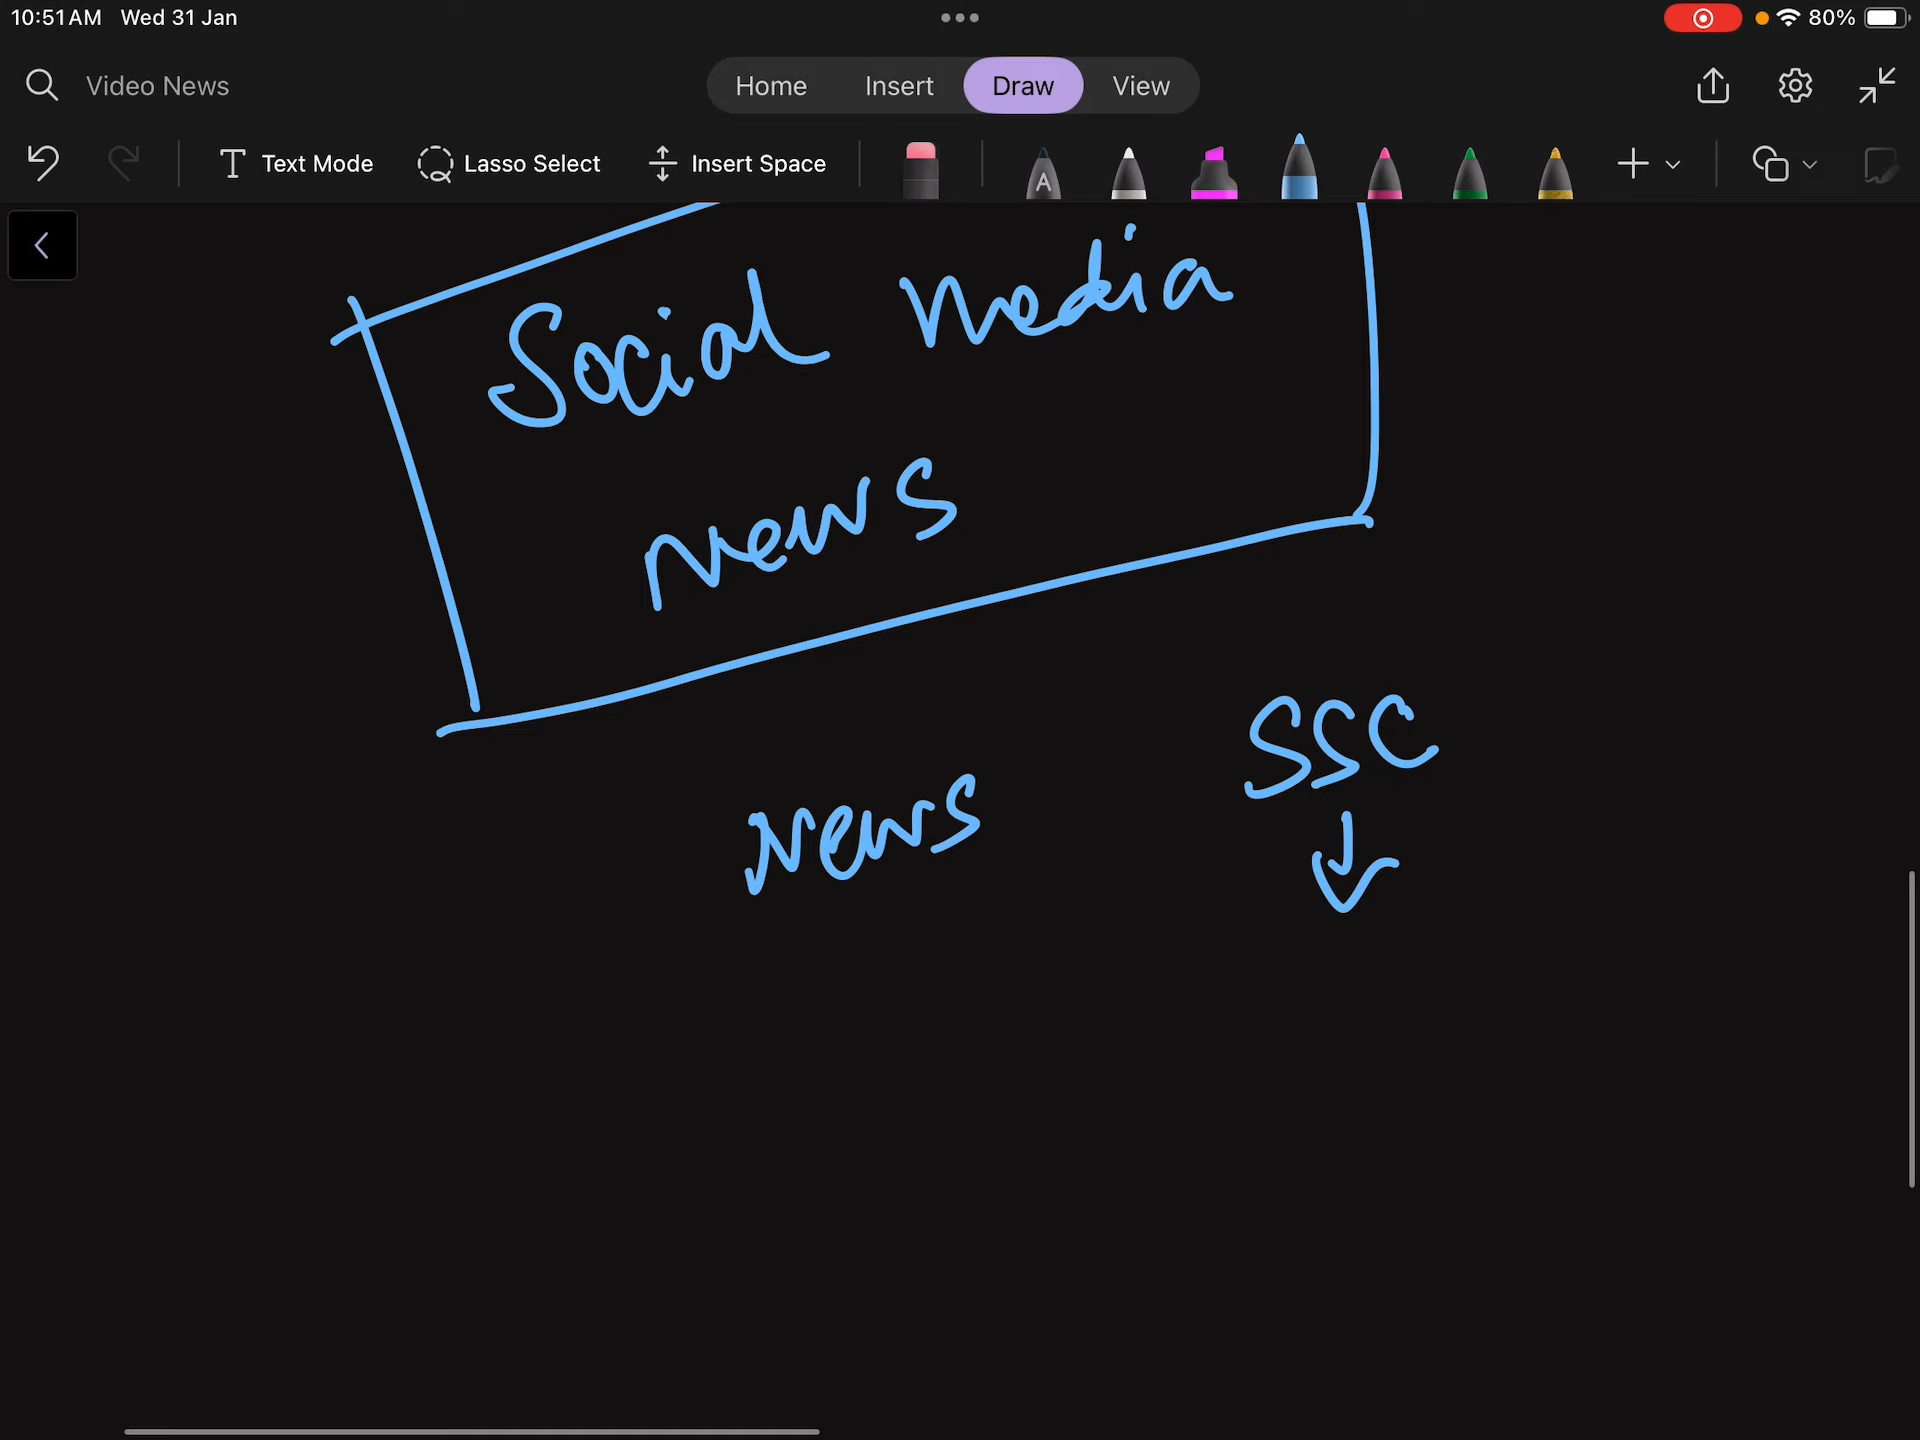 10:51 AM Wed 31 Jan
80%
Video News
Home Insert Draw View
Text Mode Lasso Select Insert Space
A
Social Media
News
SSC
News